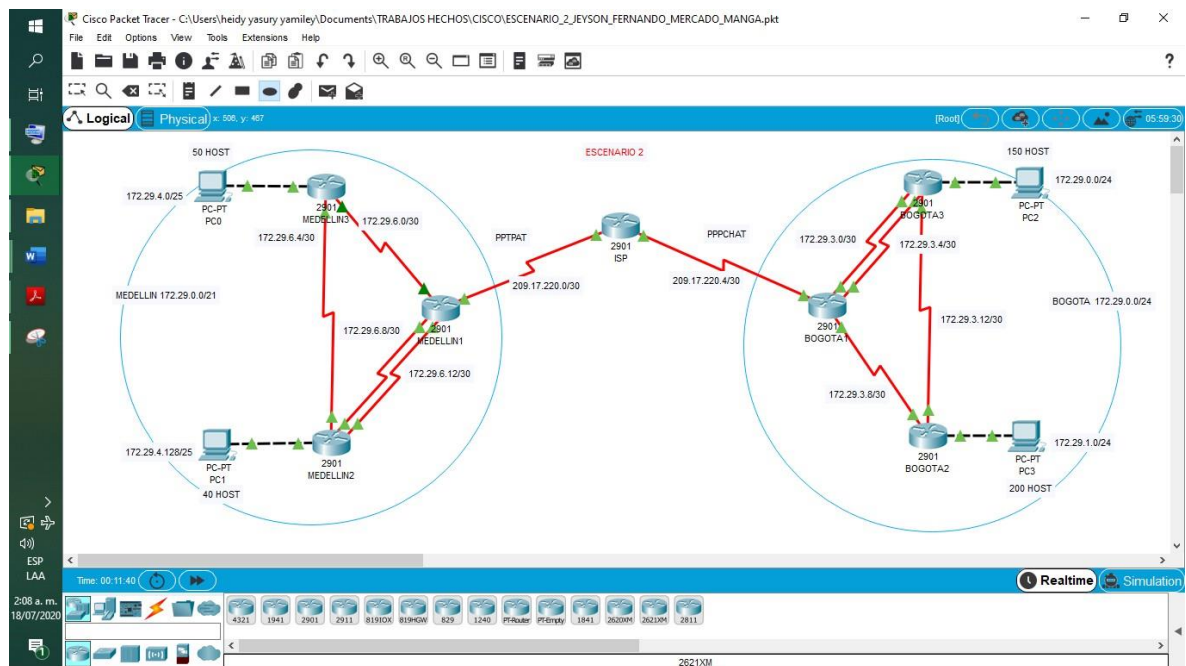 Cisco Packet Tracer - C:\Users\heidy yasury yamiley\Documents\TRABAJOS HECHOS\CISCO\ESCENARIO_2_JEYSON_FERNANDO_MERCADO_MANGA.pkt
File Edit Options View Tools Extensions Help
?
Logical
Physical
x: 506, y: 467
[Root]
05:59:30
50 HOST
ESCENARIO 2
150 HOST
172.29.4.0/25
PC-PT
PC0
2901
MEDELLIN3
172.29.6.0/30
172.29.6.4/30
PPTPAT
2901
ISP
PPPCHAT
172.29.3.0/30
2901
BOGOTA3
172.29.3.4/30
PC-PT
PC2
172.29.0.0/24
MEDELLIN 172.29.0.0/21
209.17.220.0/30
209.17.220.4/30
BOGOTA 172.29.0.0/24
172.29.6.8/30
2901
MEDELLIN1
172.29.6.12/30
2901
BOGOTA1
172.29.3.12/30
172.29.3.8/30
172.29.4.128/25
PC-PT
PC1
40 HOST
2901
MEDELLIN2
2901
BOGOTA2
PC-PT
PC3
172.29.1.0/24
200 HOST
Time: 00:11:40
Realtime
Simulation
4321 1941 2901 2911 819IOX 819HGW 829 1240 PT-Router PT-Empty 1841 2620XM 2621XM 2811
2621XM
ESP
LAA
2:08 a. m.
18/07/2020